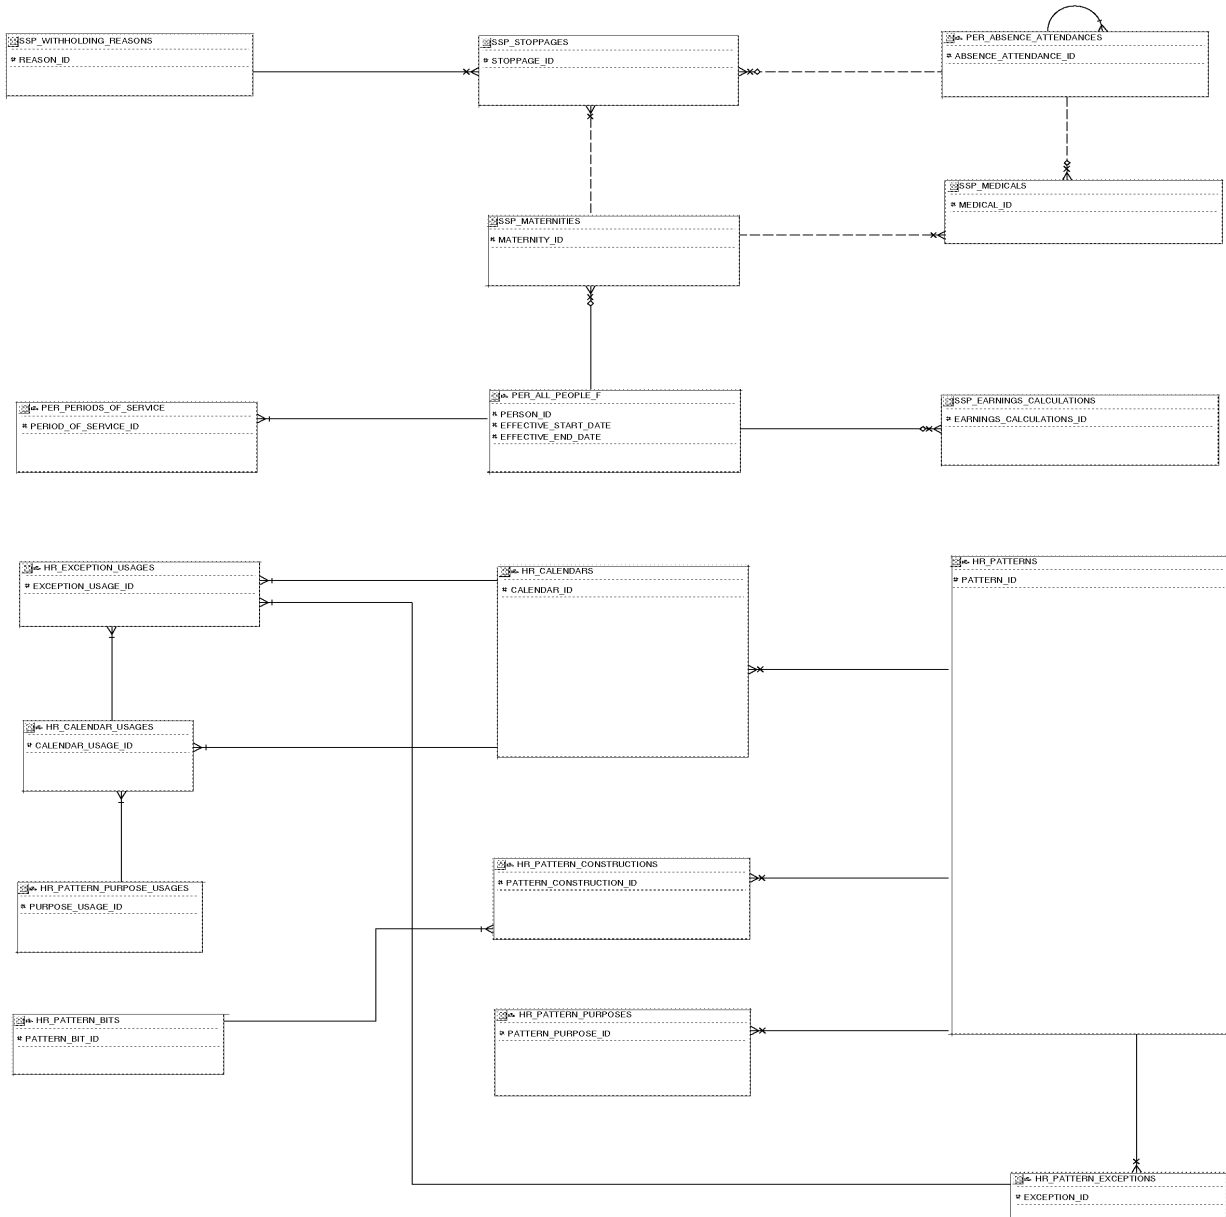 SSP_WITHHOLDING_REASONS
# REASON_ID
SSP_STOPPAGES
# STOPPAGE_ID
PER_ABSENCE_ATTENDANCES
# ABSENCE_ATTENDANCE_ID
SSP_MEDICALS
# MEDICAL_ID
SSP_MATERNITIES
# MATERNITY_ID
PER_PERIODS_OF_SERVICE
# PERIOD_OF_SERVICE_ID
PER_ALL_PEOPLE_F
# PERSON_ID
# EFFECTIVE_START_DATE
# EFFECTIVE_END_DATE
SSP_EARNINGS_CALCULATIONS
# EARNINGS_CALCULATIONS_ID
HR_EXCEPTION_USAGES
# EXCEPTION_USAGE_ID
HR_CALENDARS
# CALENDAR_ID
HR_PATTERNS
# PATTERN_ID
HR_CALENDAR_USAGES
# CALENDAR_USAGE_ID
HR_PATTERN_CONSTRUCTIONS
# PATTERN_CONSTRUCTION_ID
HR_PATTERN_PURPOSE_USAGES
# PURPOSE_USAGE_ID
HR_PATTERN_BITS
# PATTERN_BIT_ID
HR_PATTERN_PURPOSES
# PATTERN_PURPOSE_ID
HR_PATTERN_EXCEPTIONS
# EXCEPTION_ID